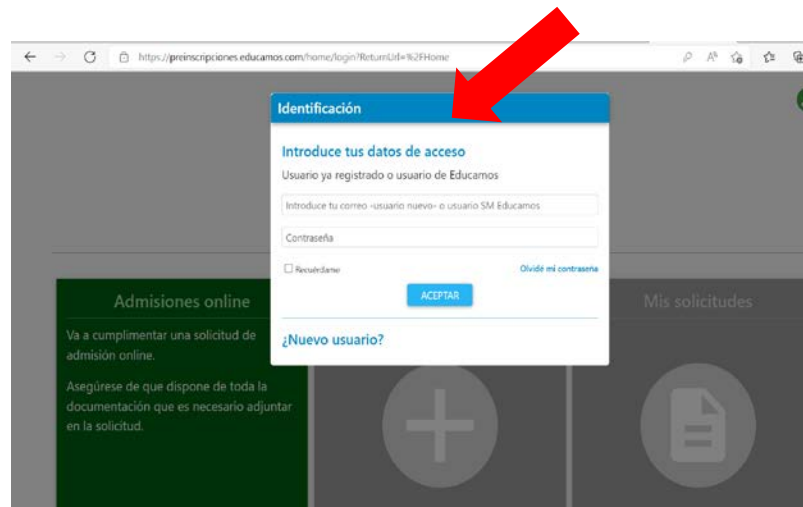 https://preinscripciones.educamos.com/home/login?ReturnUrl=%2FHome
Identificación
Introduce tus datos de acceso
Usuario ya registrado o usuario de Educamos
Introduce tu correo -usuario nuevo- o usuario SM Educamos
Contraseña
Recuérdame
Olvidé mi contraseña
ACEPTAR
¿Nuevo usuario?
Admisiones online
Va a cumplimentar una solicitud de
admisión online.
Asegúrese de que dispone de toda la
documentación que es necesario adjuntar
en la solicitud.
Mis solicitudes